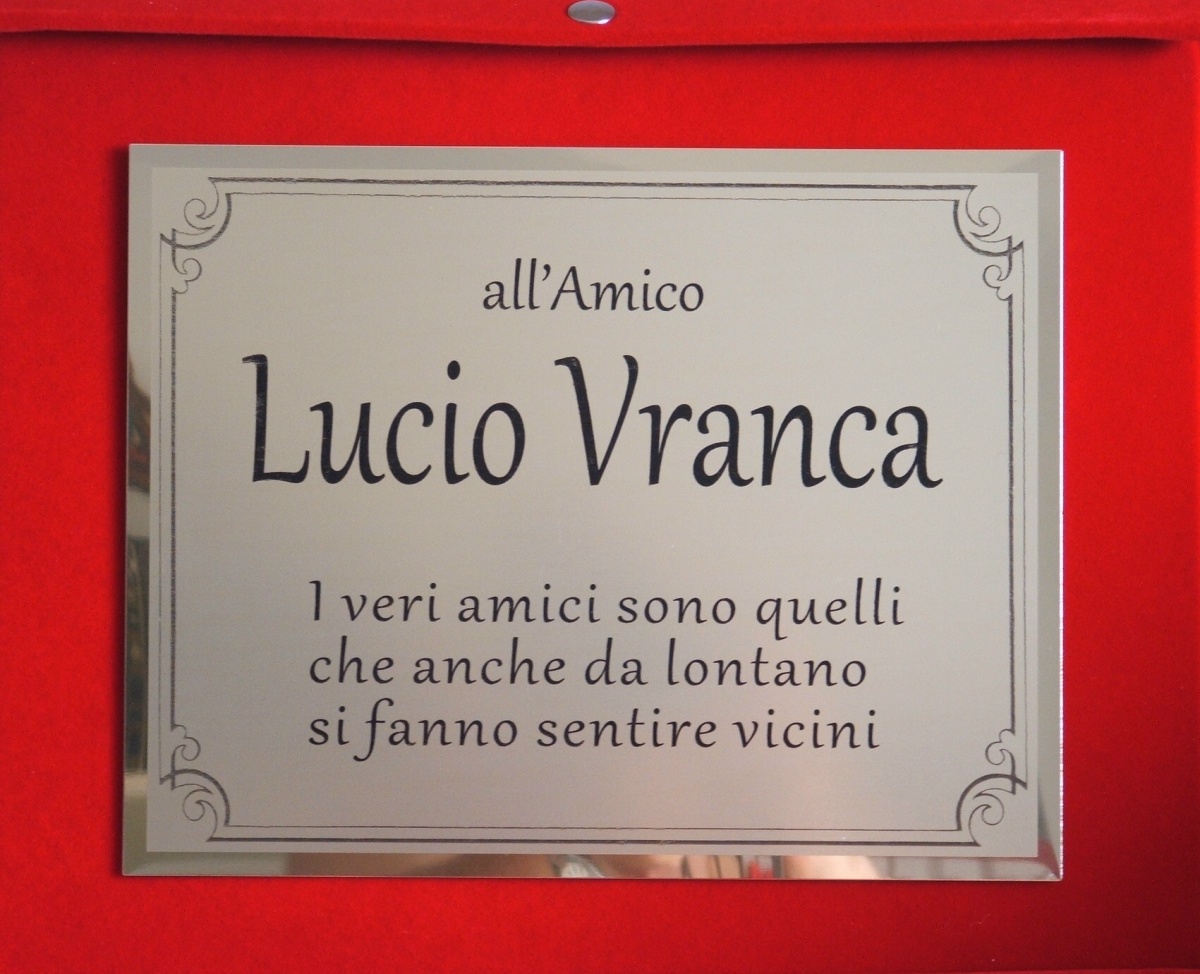 all'Amico
Lucio Vranca
I veri amici sono quelli
che anche da lontano
si fanno sentire vicini